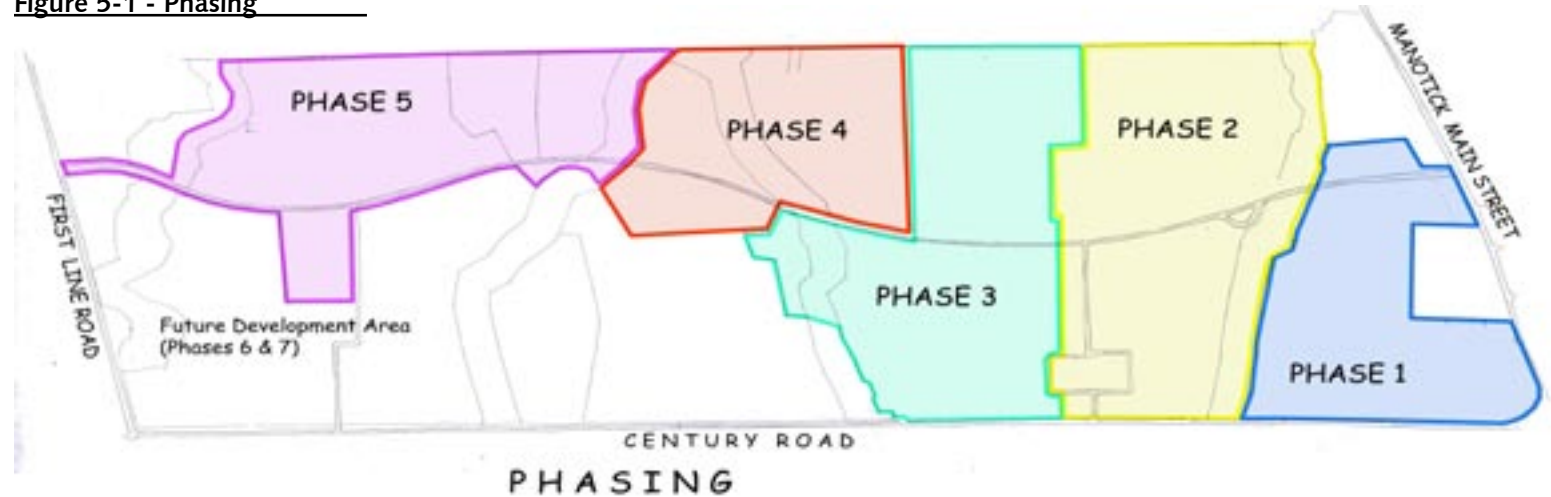 Figure 5-1 - Phasing
MANOTICK MAIN STREET
PHASE 5
PHASE 4
PHASE 2
FIRST LINE ROAD
PHASE 3
Future Development Area
(Phases 6 & 7)
PHASE 1
CENTURY ROAD
PHASING